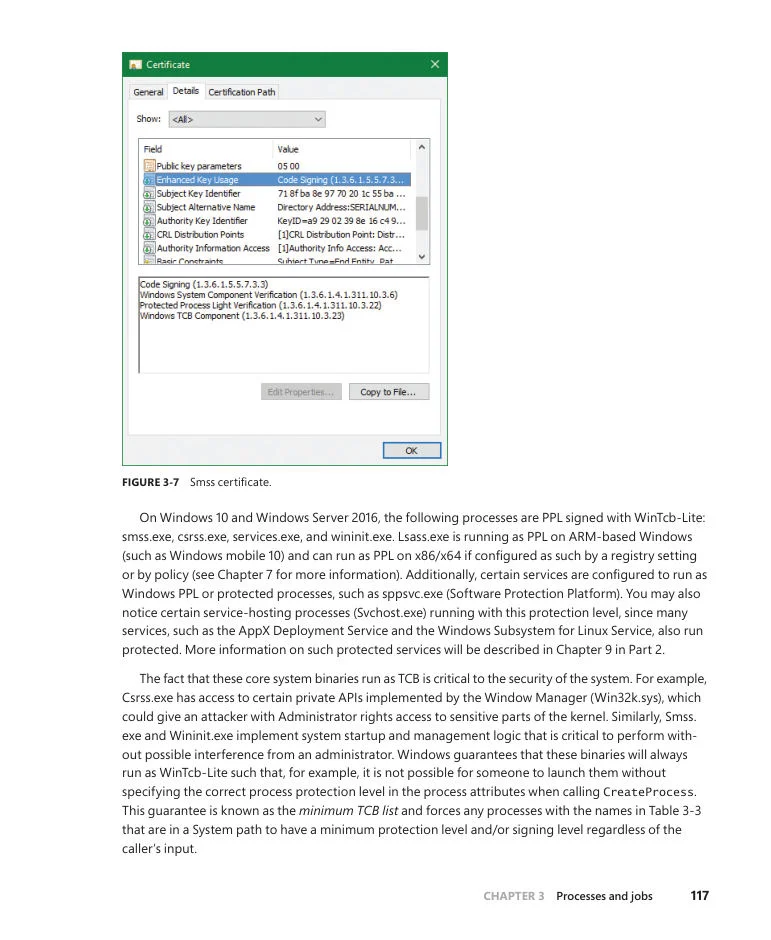 Certificate
General Details Certification Path
Show: <All>
Field Value
Public key parameters 05 00
Enhanced Key Usage Code Signing (1.3.6.1.5.5.7.3...
Subject Key Identifier 71 8f ba 8e 97 70 20 1c 55 ba ...
Subject Alternative Name Directory Address:SERIALNUM...
Authority Key Identifier KeyID=a9 29 02 39 8e 16 c4 9...
CRL Distribution Points [1]CRL Distribution Point: Distr...
Authority Information Access [1]Authority Info Access: Acc...
Basic Constraints Subject Type=End Entity, Pat...
Code Signing (1.3.6.1.5.5.7.3.3)
Windows System Component Verification (1.3.6.1.4.1.311.10.3.6)
Protected Process Light Verification (1.3.6.1.4.1.311.10.3.22)
Windows TCB Component (1.3.6.1.4.1.311.10.3.23)
Edit Properties... Copy to File...
OK
FIGURE 3-7 Smss certificate.
On Windows 10 and Windows Server 2016, the following processes are PPL signed with WinTcb-Lite:
smss.exe, csrss.exe, services.exe, and wininit.exe. Lsass.exe is running as PPL on ARM-based Windows
(such as Windows mobile 10) and can run as PPL on x86/x64 if configured as such by a registry setting
or by policy (see Chapter 7 for more information). Additionally, certain services are configured to run as
Windows PPL or protected processes, such as sppsvc.exe (Software Protection Platform). You may also
notice certain service-hosting processes (Svchost.exe) running with this protection level, since many
services, such as the AppX Deployment Service and the Windows Subsystem for Linux Service, also run
protected. More information on such protected services will be described in Chapter 9 in Part 2.
The fact that these core system binaries run as TCB is critical to the security of the system. For example,
Csrss.exe has access to certain private APIs implemented by the Window Manager (Win32k.sys), which
could give an attacker with Administrator rights access to sensitive parts of the kernel. Similarly, Smss.
exe and Wininit.exe implement system startup and management logic that is critical to perform with-
out possible interference from an administrator. Windows guarantees that these binaries will always
run as WinTcb-Lite such that, for example, it is not possible for someone to launch them without
specifying the correct process protection level in the process attributes when calling CreateProcess.
This guarantee is known as the minimum TCB list and forces any processes with the names in Table 3-3
that are in a System path to have a minimum protection level and/or signing level regardless of the
caller's input.
CHAPTER 3 Processes and jobs 117